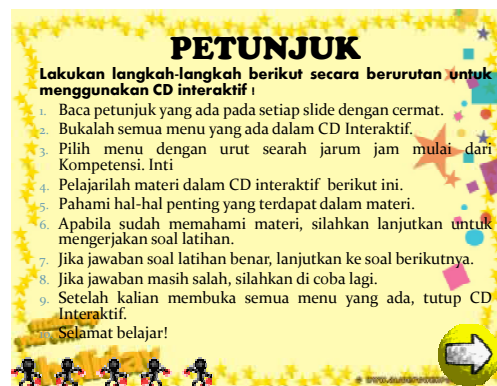 PETUNJUK
Lakukan langkah-langkah berikut secara berurutan untuk
menggunakan CD interaktif !
1. Baca petunjuk yang ada pada setiap slide dengan cermat.
2. Bukalah semua menu yang ada dalam CD Interaktif.
3. Pilih menu dengan urut searah jarum jam mulai dari
Kompetensi. Inti
4. Pelajarilah materi dalam CD interaktif berikut ini.
5. Pahami hal-hal penting yang terdapat dalam materi.
6. Apabila sudah memahami materi, silahkan lanjutkan untuk
mengerjakan soal latihan.
7. Jika jawaban soal latihan benar, lanjutkan ke soal berikutnya.
8. Jika jawaban masih salah, silahkan di coba lagi.
9. Setelah kalian membuka semua menu yang ada, tutup CD
Interaktif.
Selamat belajar!